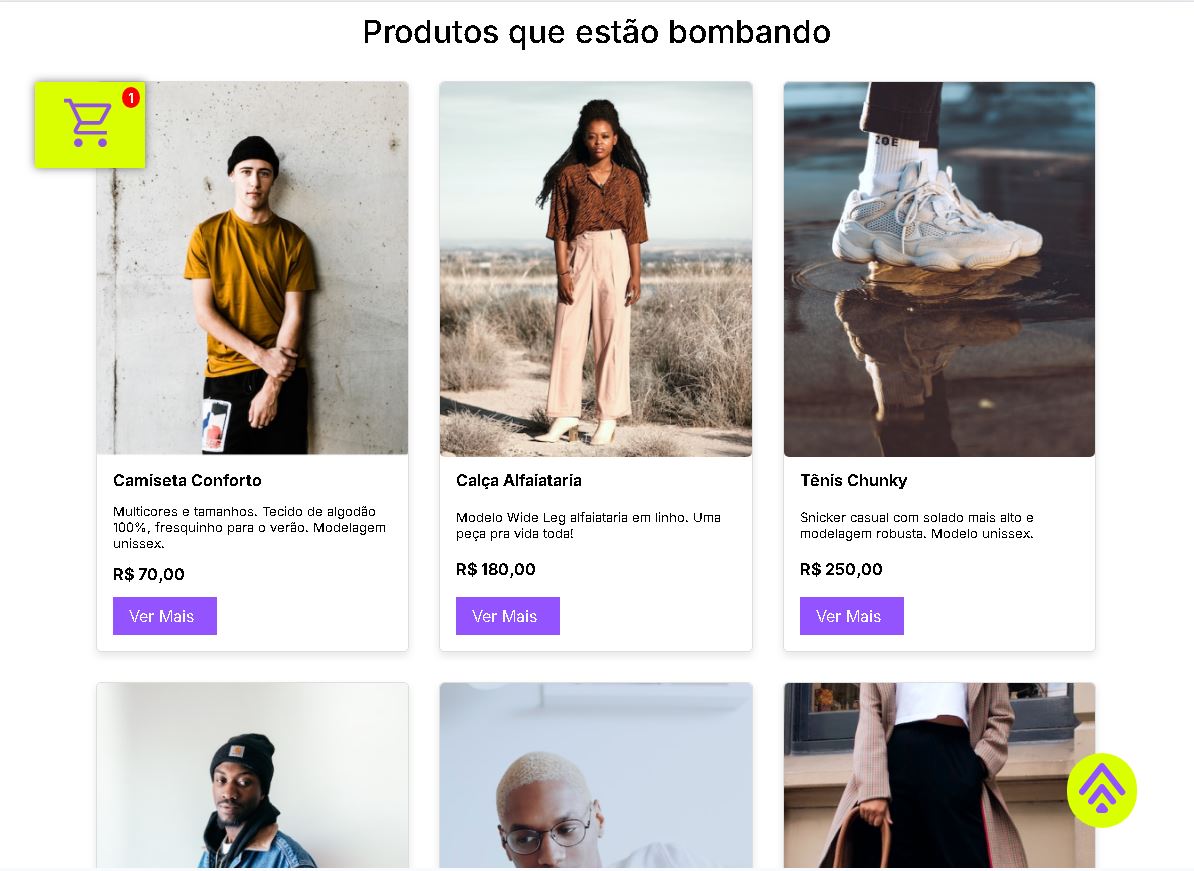 Produtos que estão bombando
1
ZOE
Camiseta Conforto
Multicores e tamanhos. Tecido de algodão
100%, fresquinho para o verão. Modelagem
unissex.
R$ 70,00
Ver Mais
Calça Alfaiataria
Modelo Wide Leg alfaiataria em linho. Uma
peça pra vida toda!
R$ 180,00
Ver Mais
Tênis Chunky
Snicker casual com solado mais alto e
modelagem robusta. Modelo unissex.
R$ 250,00
Ver Mais